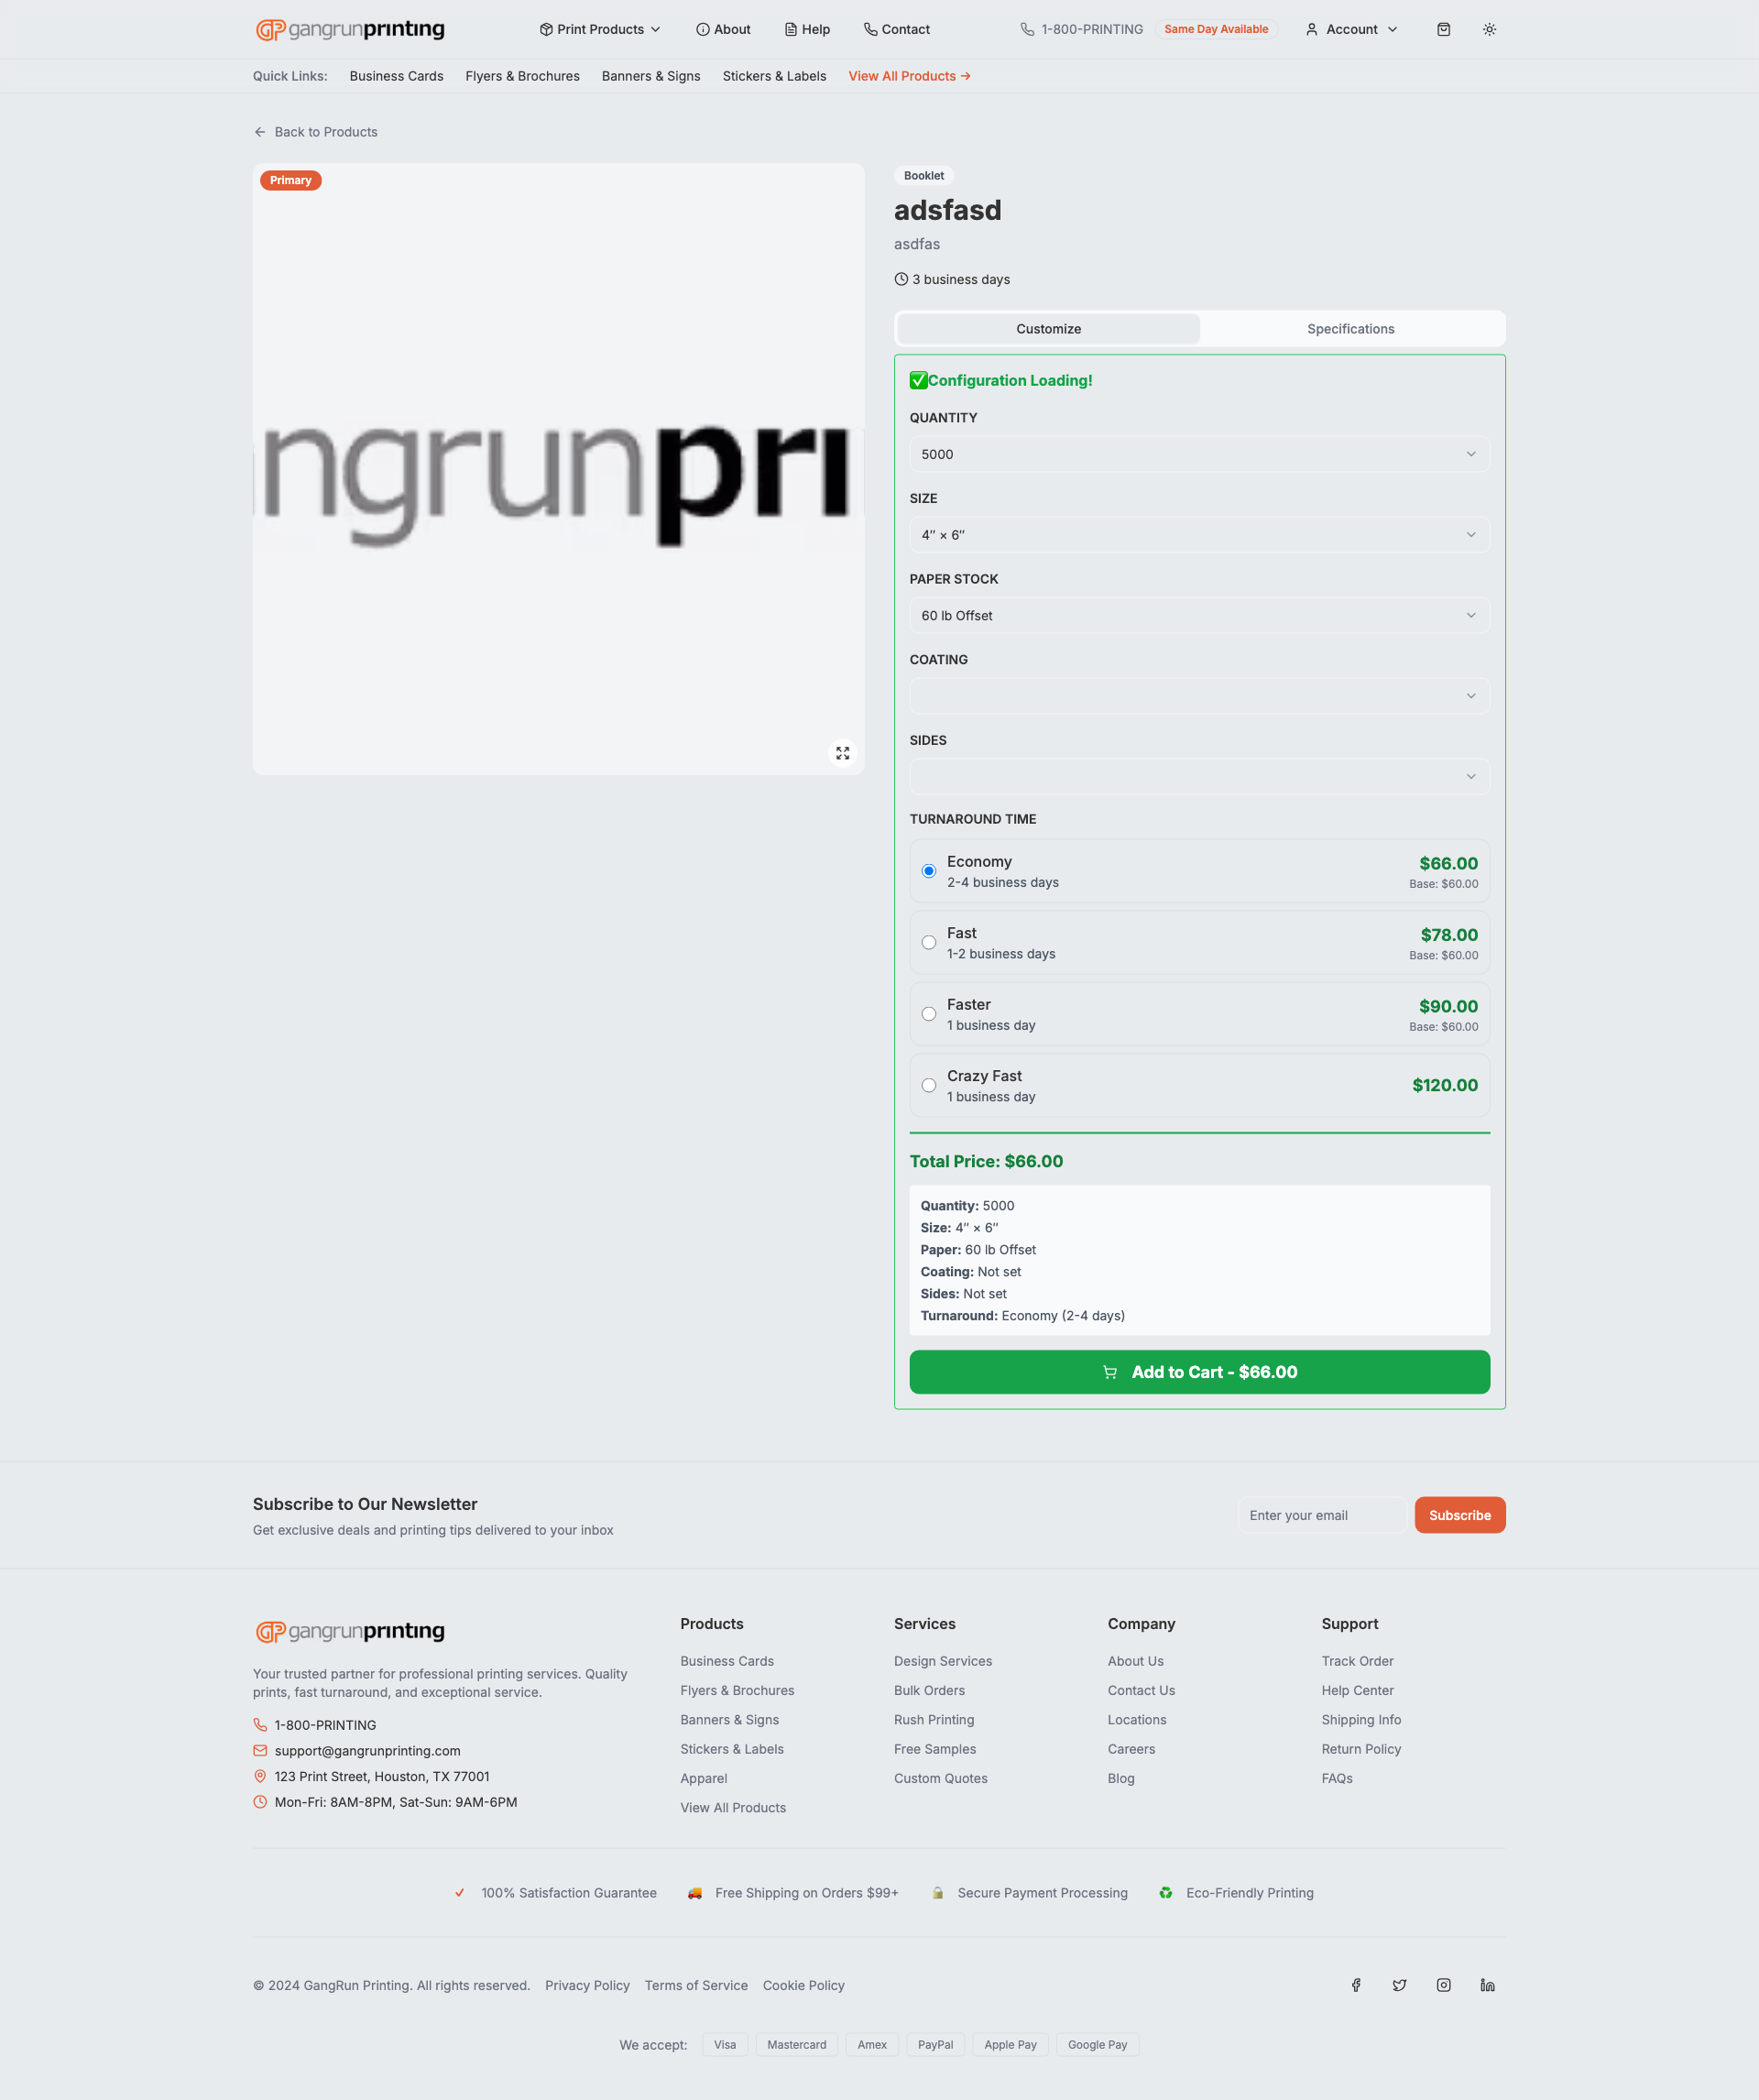 gangrunprinting
Print Products
About
Help
Contact
1-800-PRINTING
Same Day Available
Account
Quick Links:
Business Cards
Flyers & Brochures
Banners & Signs
Stickers & Labels
View All Products →
Back to Products
Primary
ngrunpri
Booklet
adsfasd
asdfas
3 business days
Customize
Specifications
✅Configuration Loading!
QUANTITY
5000
SIZE
4″ × 6″
PAPER STOCK
60 lb Offset
COATING
SIDES
TURNAROUND TIME
Economy
2-4 business days
$66.00
Base: $60.00
Fast
1-2 business days
$78.00
Base: $60.00
Faster
1 business day
$90.00
Base: $60.00
Crazy Fast
1 business day
$120.00
Total Price: $66.00
Quantity: 5000
Size: 4″ × 6″
Paper: 60 lb Offset
Coating: Not set
Sides: Not set
Turnaround: Economy (2-4 days)
Add to Cart - $66.00
Subscribe to Our Newsletter
Get exclusive deals and printing tips delivered to your inbox
Enter your email
Subscribe
gangrunprinting
Your trusted partner for professional printing services. Quality
prints, fast turnaround, and exceptional service.
1-800-PRINTING
support@gangrunprinting.com
123 Print Street, Houston, TX 77001
Mon-Fri: 8AM-8PM, Sat-Sun: 9AM-6PM
Products
Business Cards
Flyers & Brochures
Banners & Signs
Stickers & Labels
Apparel
View All Products
Services
Design Services
Bulk Orders
Rush Printing
Free Samples
Custom Quotes
Company
About Us
Contact Us
Locations
Careers
Blog
Support
Track Order
Help Center
Shipping Info
Return Policy
FAQs
✓ 100% Satisfaction Guarantee
🚚 Free Shipping on Orders $99+
🔒 Secure Payment Processing
♻️ Eco-Friendly Printing
© 2024 GangRun Printing. All rights reserved.
Privacy Policy
Terms of Service
Cookie Policy
We accept:
Visa
Mastercard
Amex
PayPal
Apple Pay
Google Pay